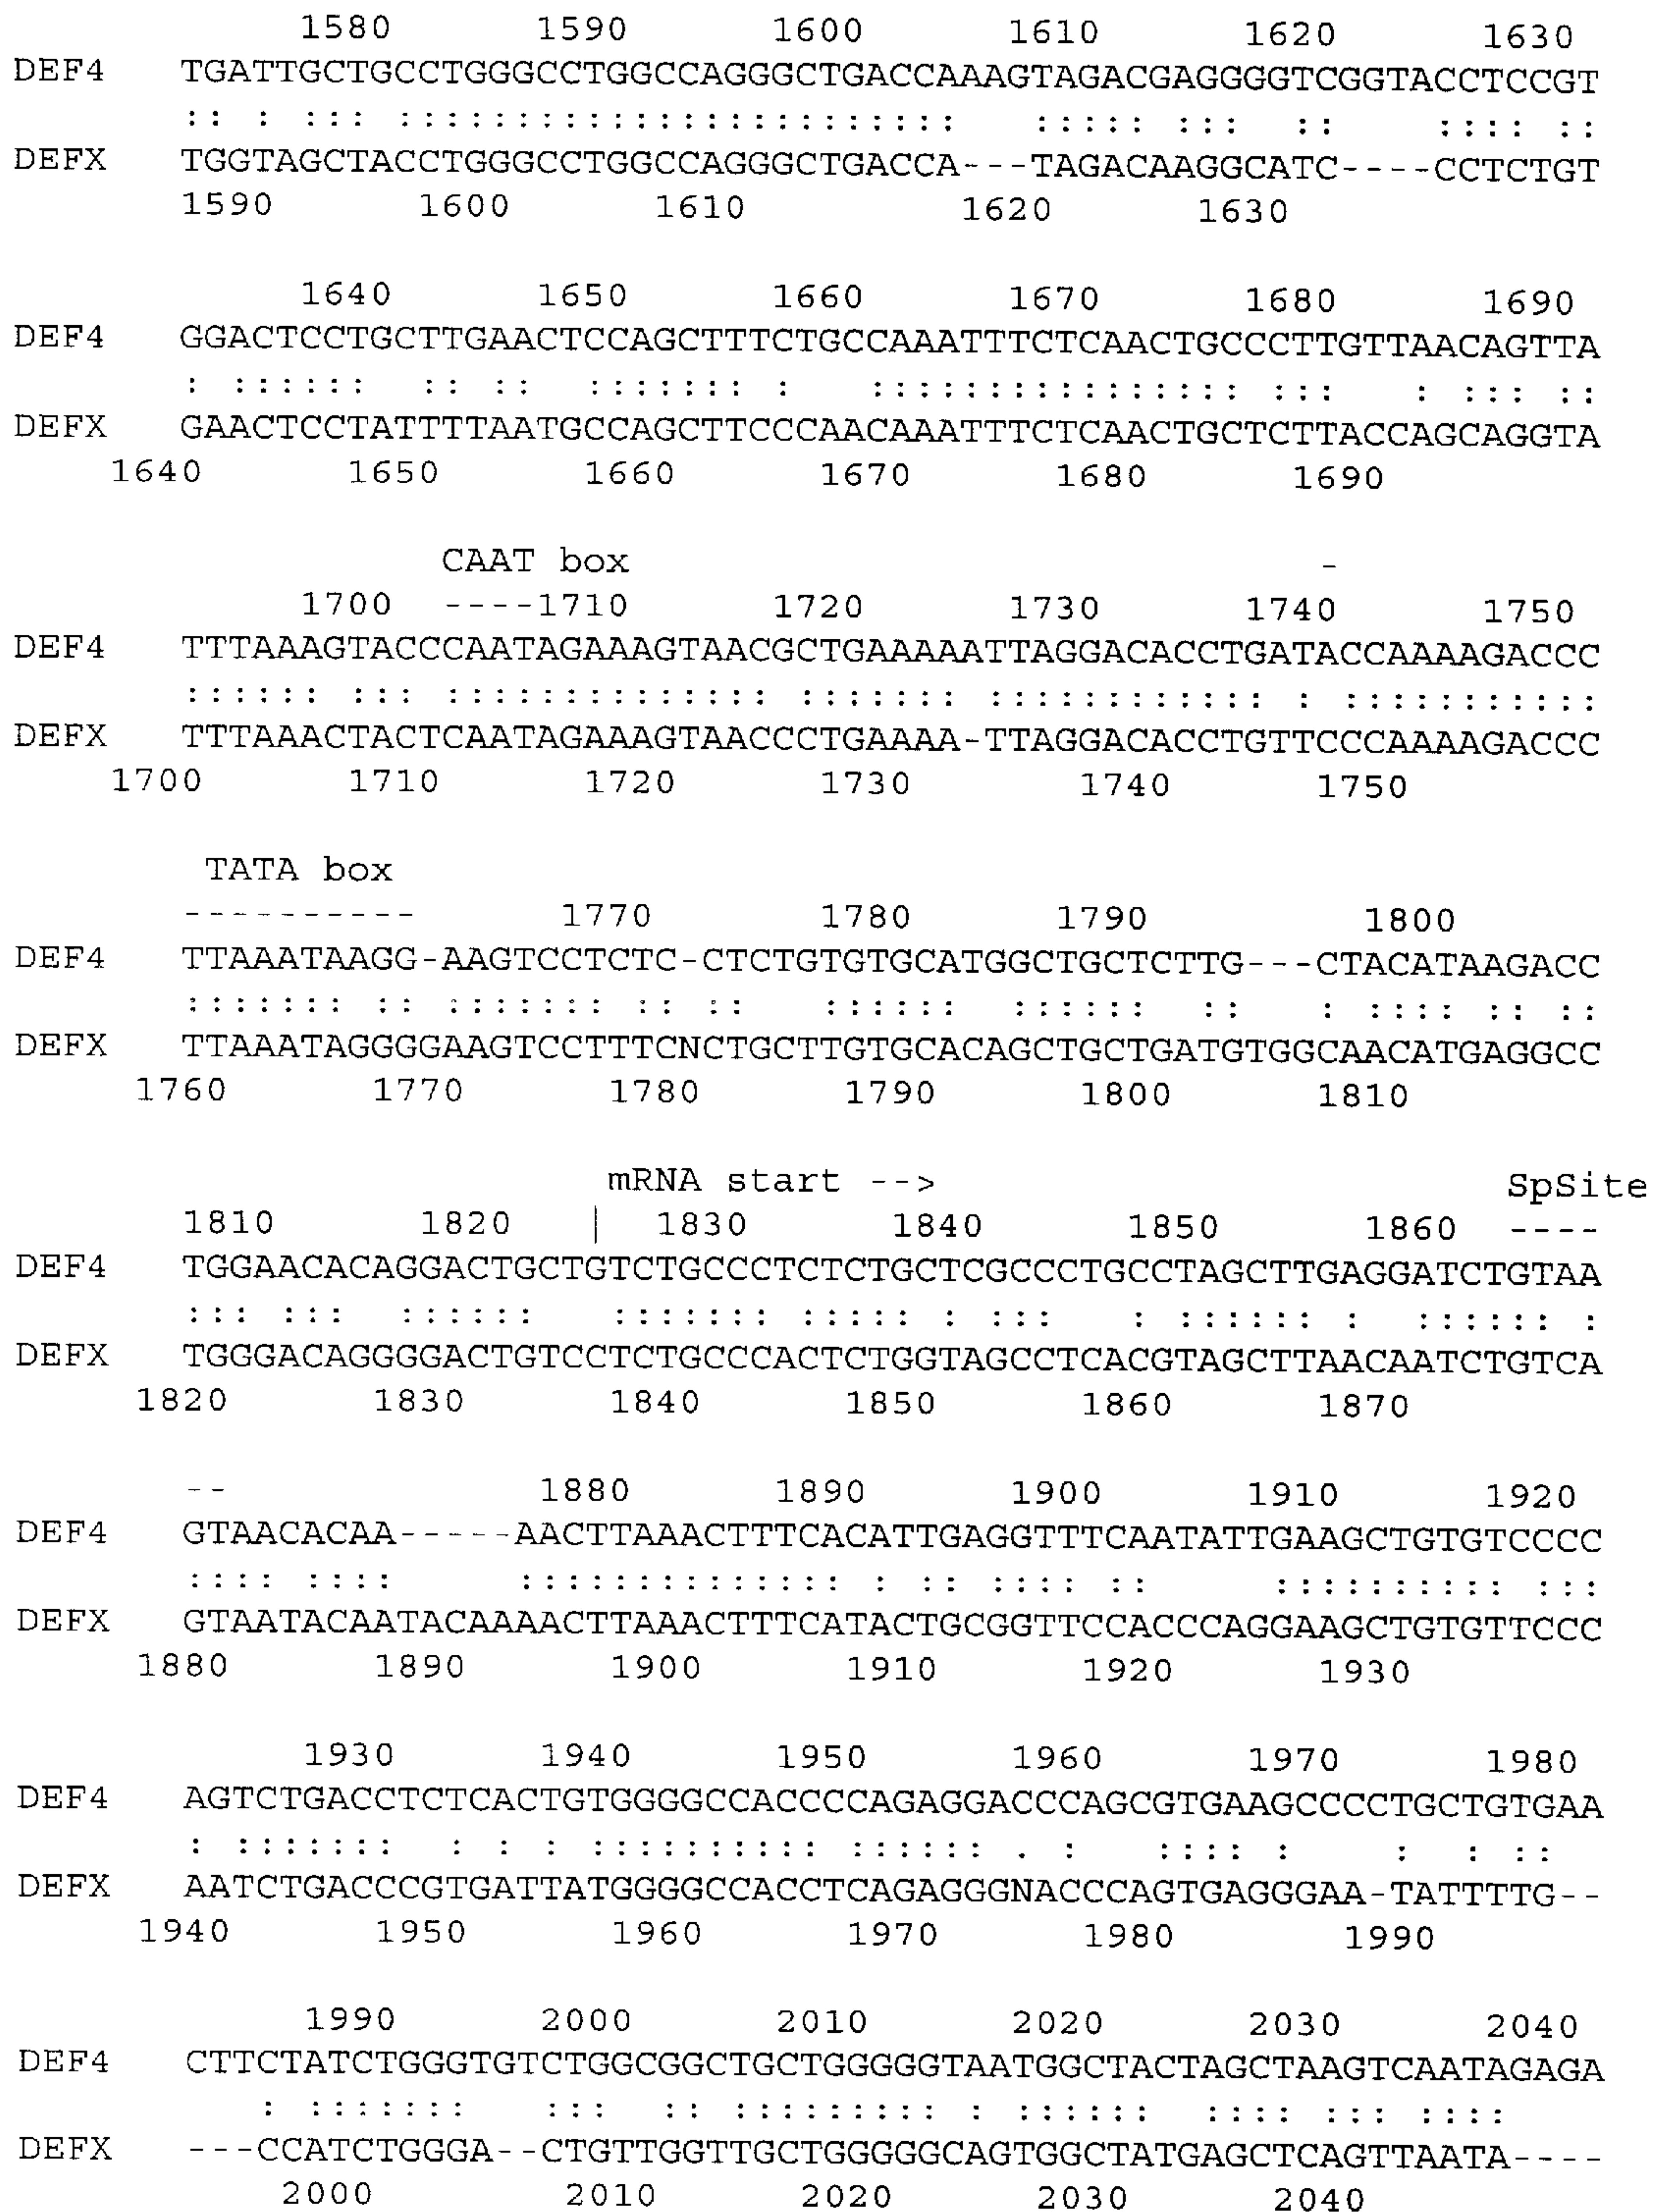 1580 1590 1600 1610 1620 1630
DEF4 TGATTGCTGCCTGGGCCTGGCCAGGGCTGACCAAAGTAGACGAGGGGTCGGTACCTCCGT
:: : ::: :::::::::::::::::::::::: ::::: ::: :: :::: ::
DEFX TGGTAGCTACCTGGGCCTGGCCAGGGCTGACCA---TAGACAAGGCATC----CCTCTGT
1590 1600 1610 1620 1630
1640 1650 1660 1670 1680 1690
DEF4 GGACTCCTGCTTGAACTCCAGCTTTCTGCCAAATTTCTCAACTGCCCTTGTTAACAGTTA
: :::::: :: :: ::::::: : :::::::::::::::: ::: : ::: ::
DEFX GAACTCCTATTTTAATGCCAGCTTCCCAACAAATTTCTCAACTGCTCTTACCAGCAGGTA
1640 1650 1660 1670 1680 1690
CAAT box -
1700 ----1710 1720 1730 1740 1750
DEF4 TTTAAAGTACCCAATAGAAAGTAACGCTGAAAAATTAGGACACCTGATACCAAAAGACCC
:::::: ::: :::::::::::::: ::::::: :::::::::::: : :::::::::::
DEFX TTTAAACTACTCAATAGAAAGTAACCCTGAAAA-TTAGGACACCTGTTCCCAAAAGACCC
1700 1710 1720 1730 1740 1750
TATA box
---------- 1770 1780 1790 1800
DEF4 TTAAATAAGG-AAGTCCTCTC-CTCTGTGTGCATGGCTGCTCTTG---CTACATAAGACC
::::::: :: ::::::: :: :: :::::: :::::: :: : :::: :: ::
DEFX TTAAATAGGGGAAGTCCTTTCNCTGCTTGTGCACAGCTGCTGATGTGGCAACATGAGGCC
1760 1770 1780 1790 1800 1810
mRNA start --> SpSite
1810 1820 | 1830 1840 1850 1860 ----
DEF4 TGGAACACAGGACTGCTGTCTGCCCTCTCTGCTCGCCCTGCCTAGCTTGAGGATCTGTAA
::: ::: :::::: ::::::: ::::: : ::: : :::::: : :::::: :
DEFX TGGGACAGGGGACTGTCCTCTGCCCACTCTGGTAGCCTCACGTAGCTTAACAATCTGTCA
1820 1830 1840 1850 1860 1870
-- 1880 1890 1900 1910 1920
DEF4 GTAACACAA-----AACTTAAACTTTCACATTGAGGTTTCAATATTGAAGCTGTGTCCCC
:::: :::: :::::::::::::: : :: :::: :: :::::::::: :::
DEFX GTAATACAATACAAAACTTAAACTTTCATACTGCGGTTCCACCCAGGAAGCTGTGTTCCC
1880 1890 1900 1910 1920 1930
1930 1940 1950 1960 1970 1980
DEF4 AGTCTGACCTCTCACTGTGGGGCCACCCCAGAGGACCCAGCGTGAAGCCCCTGCTGTGAA
: ::::::: : : : :::::::::: :::::: . : :::: : : : ::
DEFX AATCTGACCCGTGATTATGGGGCCACCTCAGAGGGNACCCAGTGAGGGAA-TATTTTG--
1940 1950 1960 1970 1980 1990
1990 2000 2010 2020 2030 2040
DEF4 CTTCTATCTGGGTGTCTGGCGGCTGCTGGGGGTAATGGCTACTAGCTAAGTCAATAGAGA
: ::::::: ::: :: ::::::::: : :::::: :::: ::: ::::
DEFX ---CCATCTGGGA--CTGTTGGTTGCTGGGGGCAGTGGCTATGAGCTCAGTTAATA----
2000 2010 2020 2030 2040